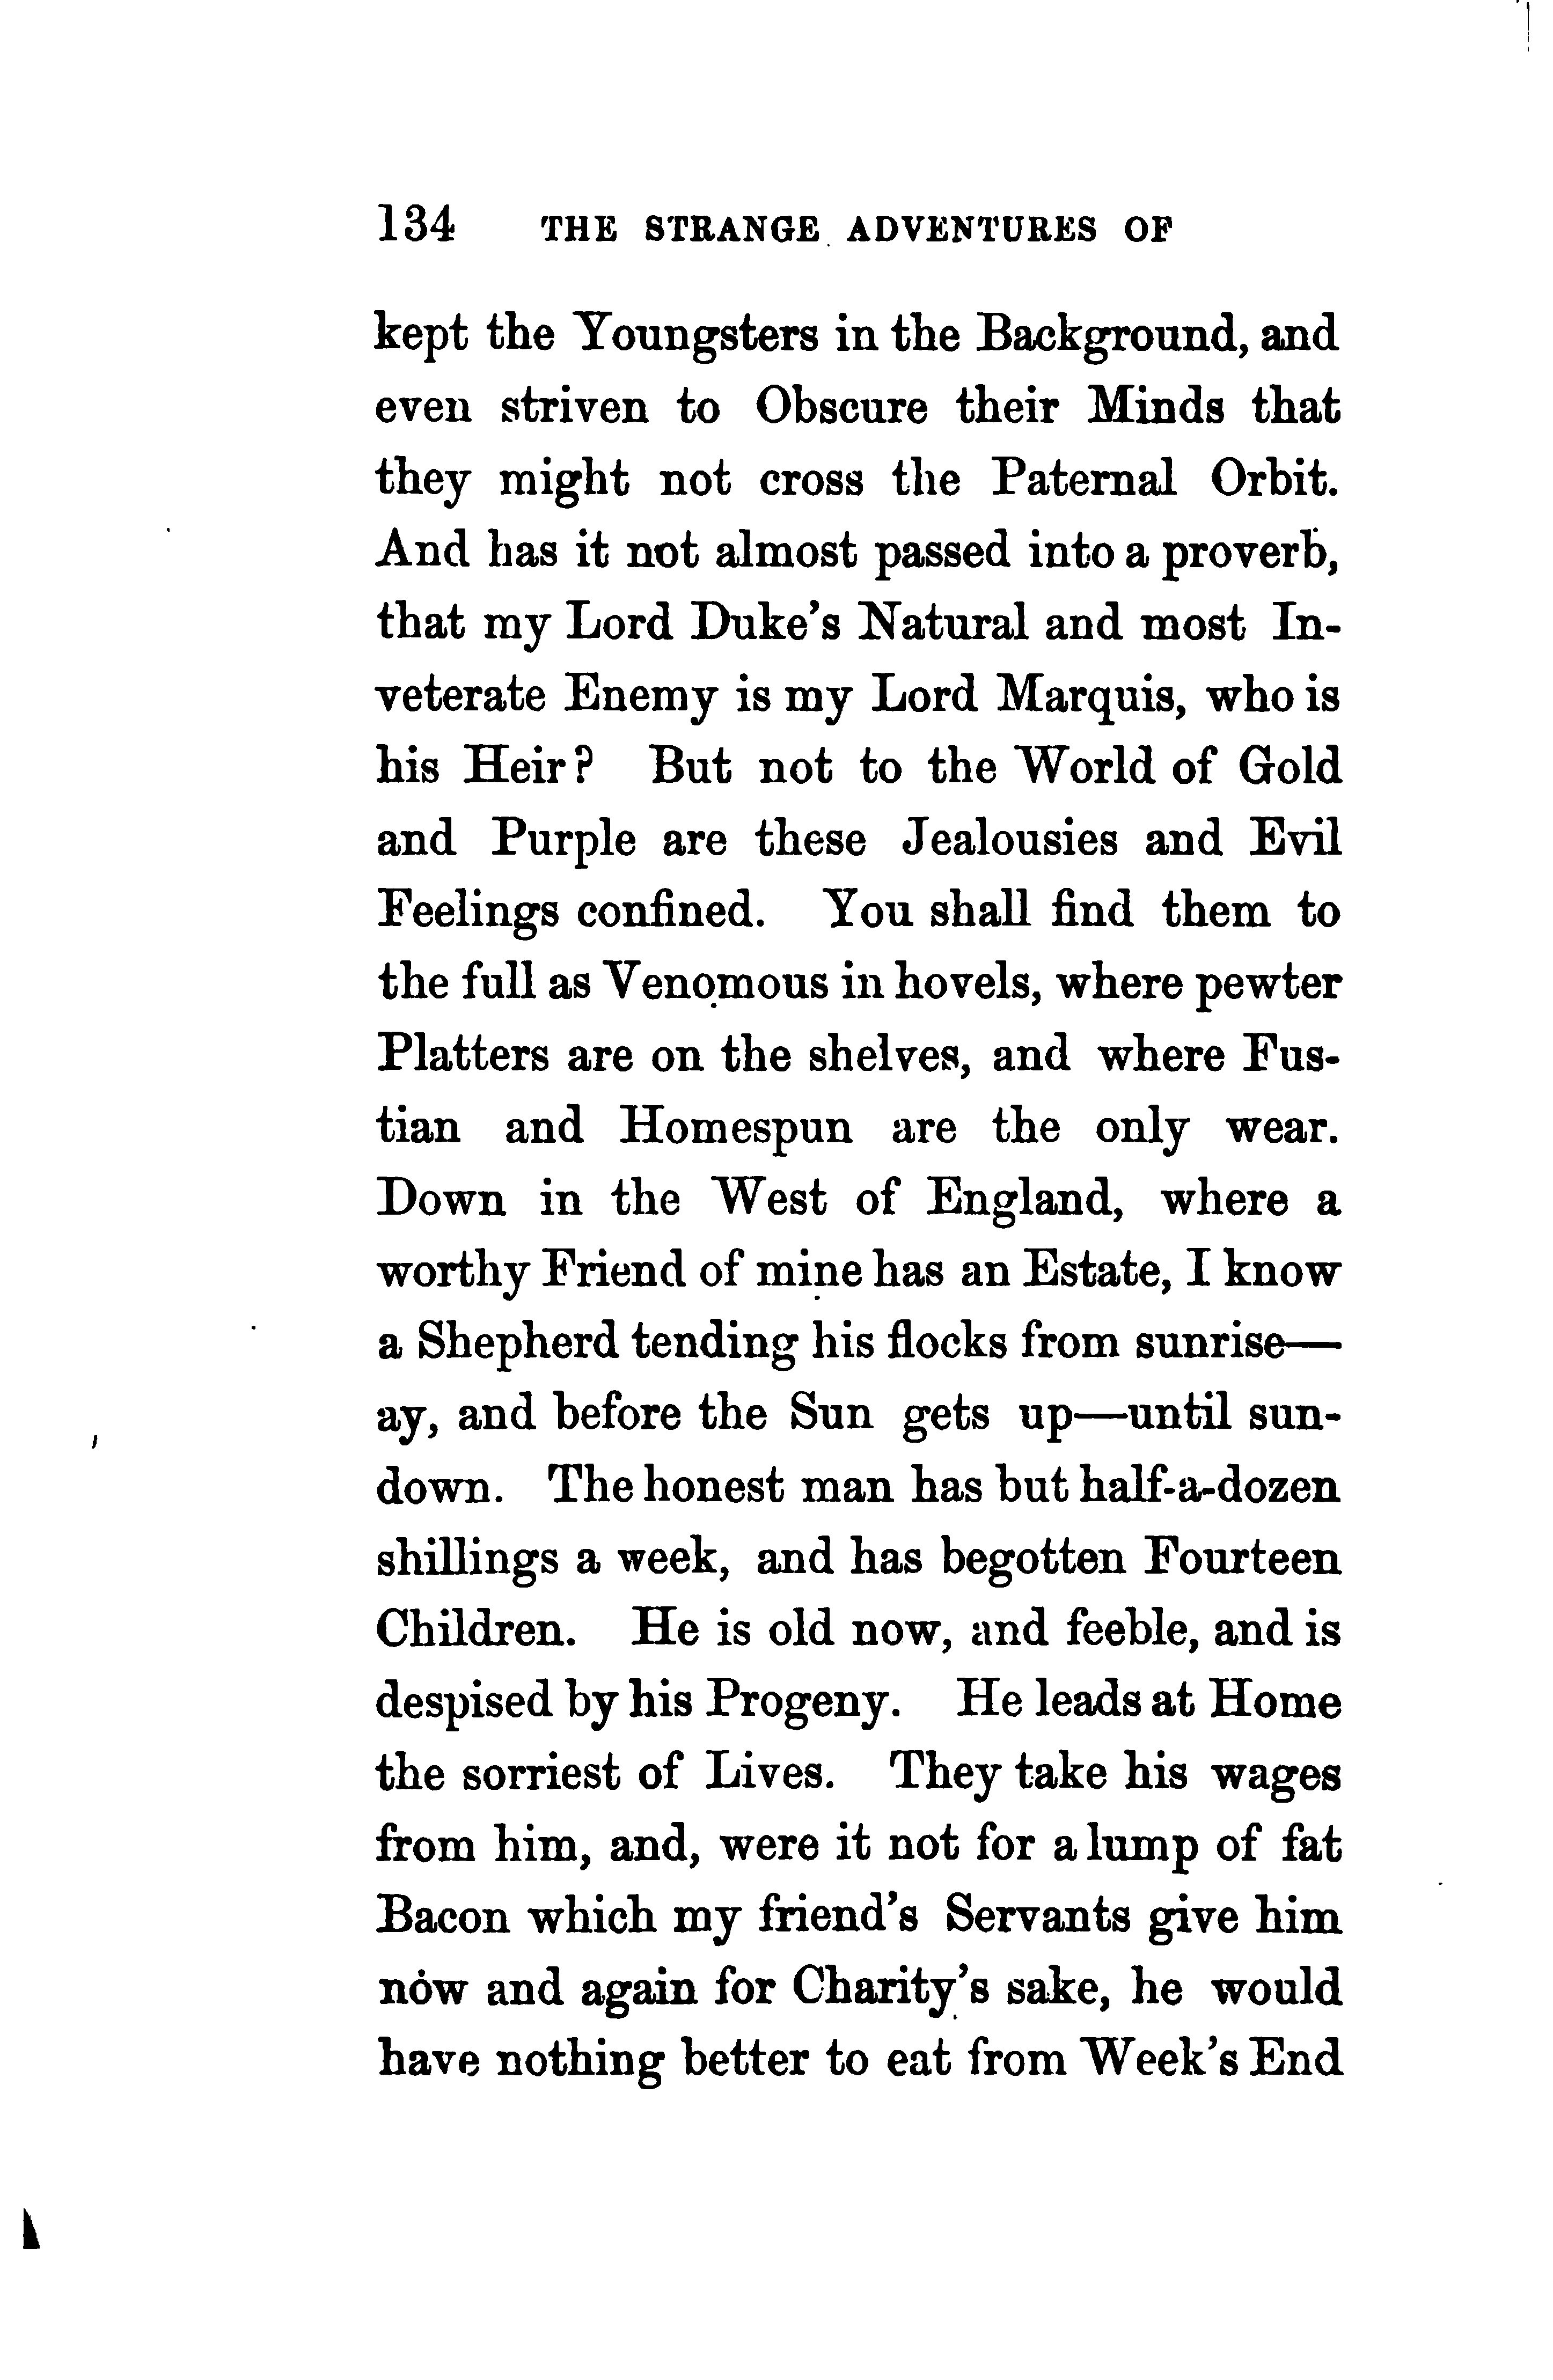 134 THE STRANGE ADVENTURES OF
kept the Youngsters in the Background, and
even striven to Obscure their Minds that
they might not cross the Paternal Orbit.
And has it not almost passed into a proverb,
that my Lord Duke's Natural and most In-
veterate Enemy is my Lord Marquis, who is
his Heir? But not to the World of Gold
and Purple are these Jealousies and Evil
Feelings confined. You shall find them to
the full as Venomous in hovels, where pewter
Platters are on the shelves, and where Fus-
tian and Homespun are the only wear.
Down in the West of England, where a
worthy Friend of mine has an Estate, I know
a Shepherd tending his flocks from sunrise—
ay, and before the Sun gets up—until sun-
down. The honest man has but half-a-dozen
shillings a week, and has begotten Fourteen
Children. He is old now, and feeble, and is
despised by his Progeny. He leads at Home
the sorriest of Lives. They take his wages
from him, and, were it not for a lump of fat
Bacon which my friend's Servants give him
now and again for Charity's sake, he would
have nothing better to eat from Week's End